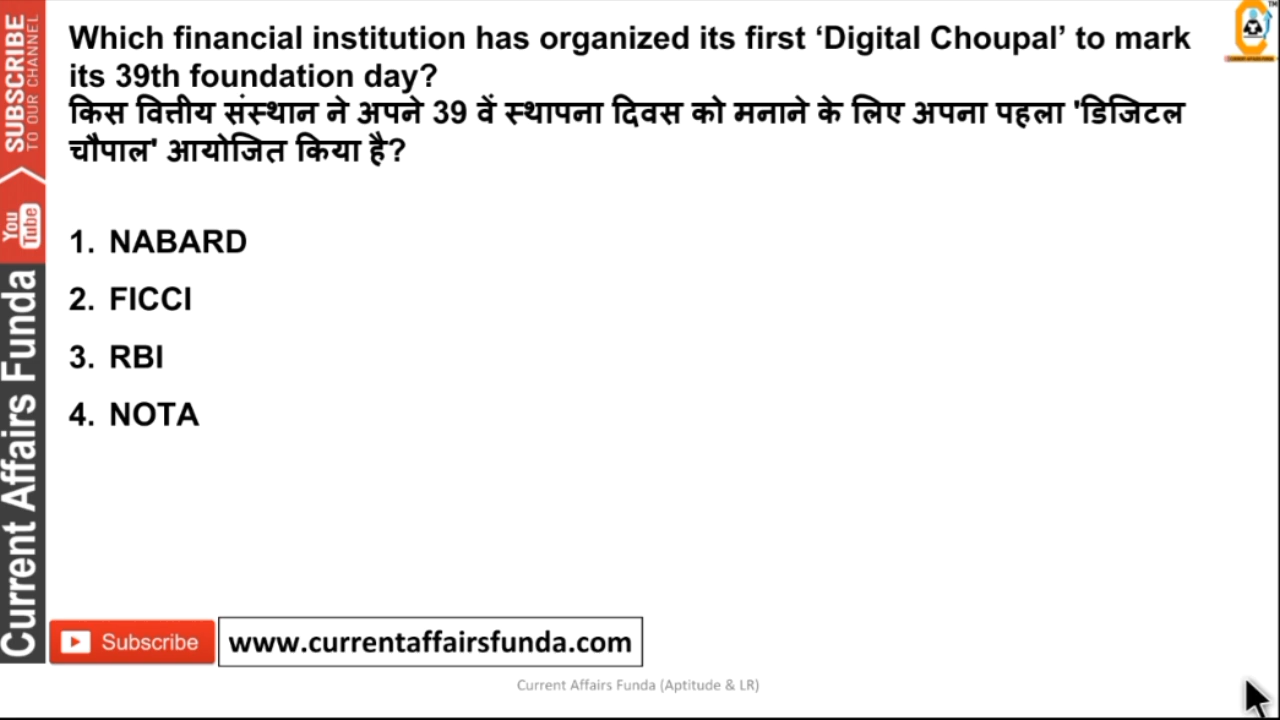 Which financial institution has organized its first ‘Digital Choupal’ to mark
its 39th foundation day?
किस वित्तीय संस्थान ने अपने 39 वें स्थापना दिवस को मनाने के लिए अपना पहला 'डिजिटल
चौपाल' आयोजित किया है?
1. NABARD
2. FICCI
3. RBI
4. NOTA
SUBSCRIBE
TO OUR CHANNEL
You
Tube
Current Affairs Funda
Subscribe
www.currentaffairsfunda.com
Current Affairs Funda (Aptitude & LR)
TM